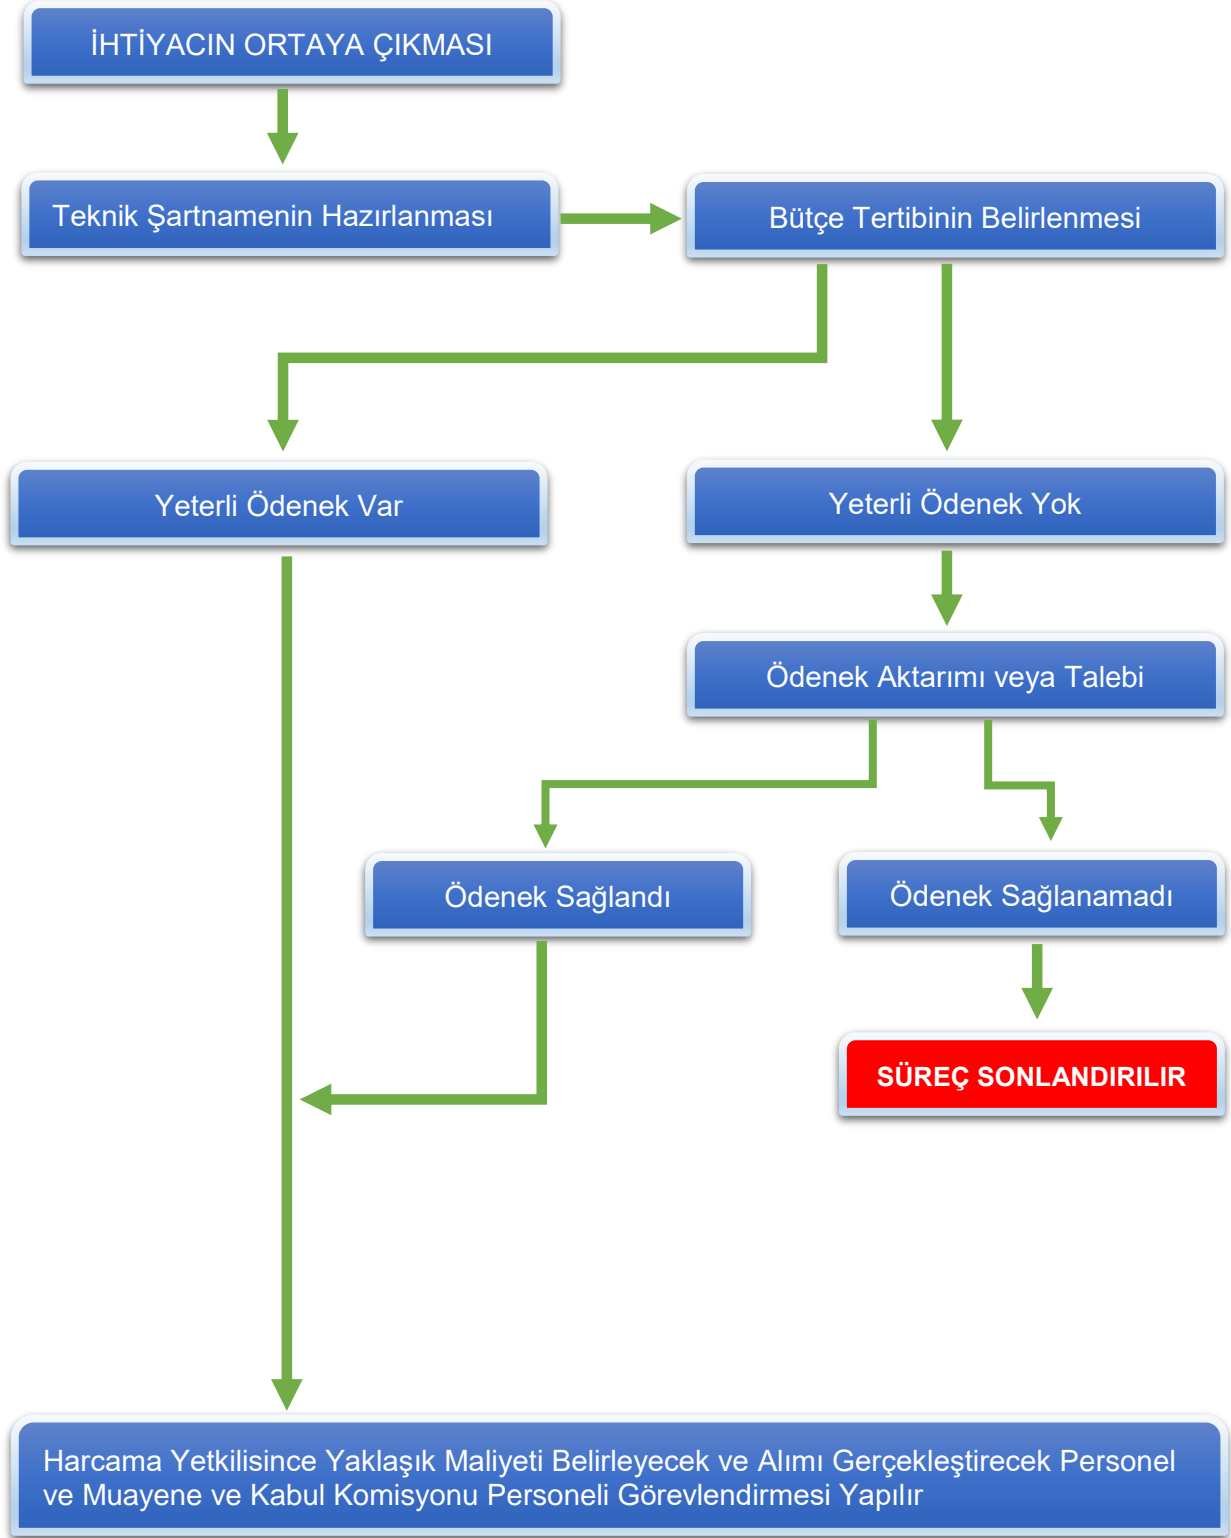 İHTİYACIN ORTAYA ÇIKMASI
Teknik Şartnamenin Hazırlanması
Bütçe Tertibinin Belirlenmesi
Yeterli Ödenek Var
Yeterli Ödenek Yok
Ödenek Aktarımı veya Talebi
Ödenek Sağlandı
Ödenek Sağlanamadı
SÜREÇ SONLANDIRILIR
Harcama Yetkilisince Yaklaşık Maliyeti Belirleyecek ve Alımı Gerçekleştirecek Personel
ve Muayene ve Kabul Komisyonu Personeli Görevlendirmesi Yapılır